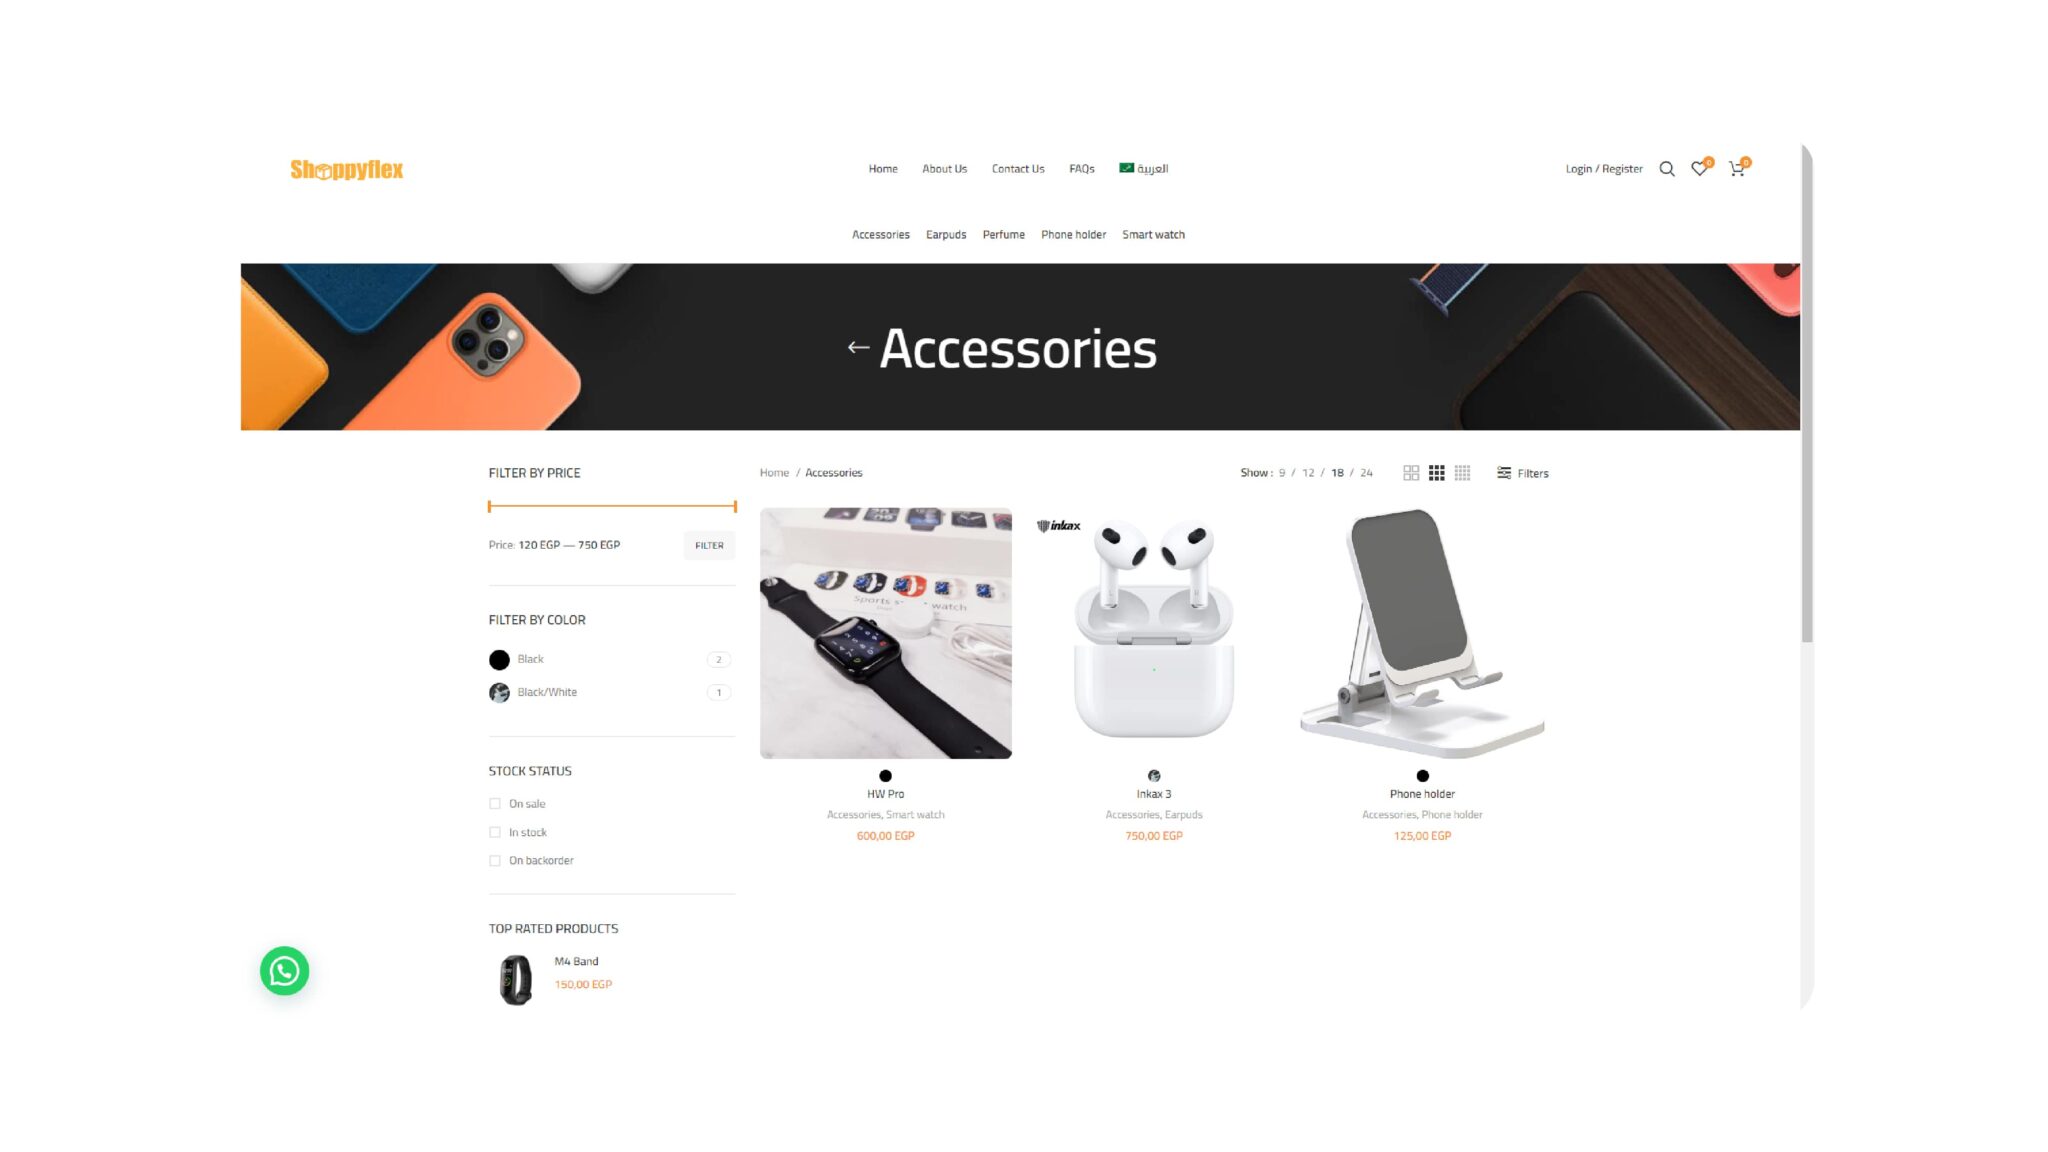 Shoppyflex
Home About Us Contact Us FAQs العربية
Login / Register 0 0
Accessories Earpuds Perfume Phone holder Smart watch
← Accessories
FILTER BY PRICE
Price: 120 EGP — 750 EGP FILTER
FILTER BY COLOR
Black 2
Black/White 1
STOCK STATUS
On sale
In stock
On backorder
TOP RATED PRODUCTS
M4 Band
150,00 EGP
Home / Accessories
Show : 9 / 12 / 18 / 24 Filters
Sports watch
HW Pro
Accessories, Smart watch
600,00 EGP
inkax
L R
Inkax 3
Accessories, Earpuds
750,00 EGP
Phone holder
Accessories, Phone holder
125,00 EGP